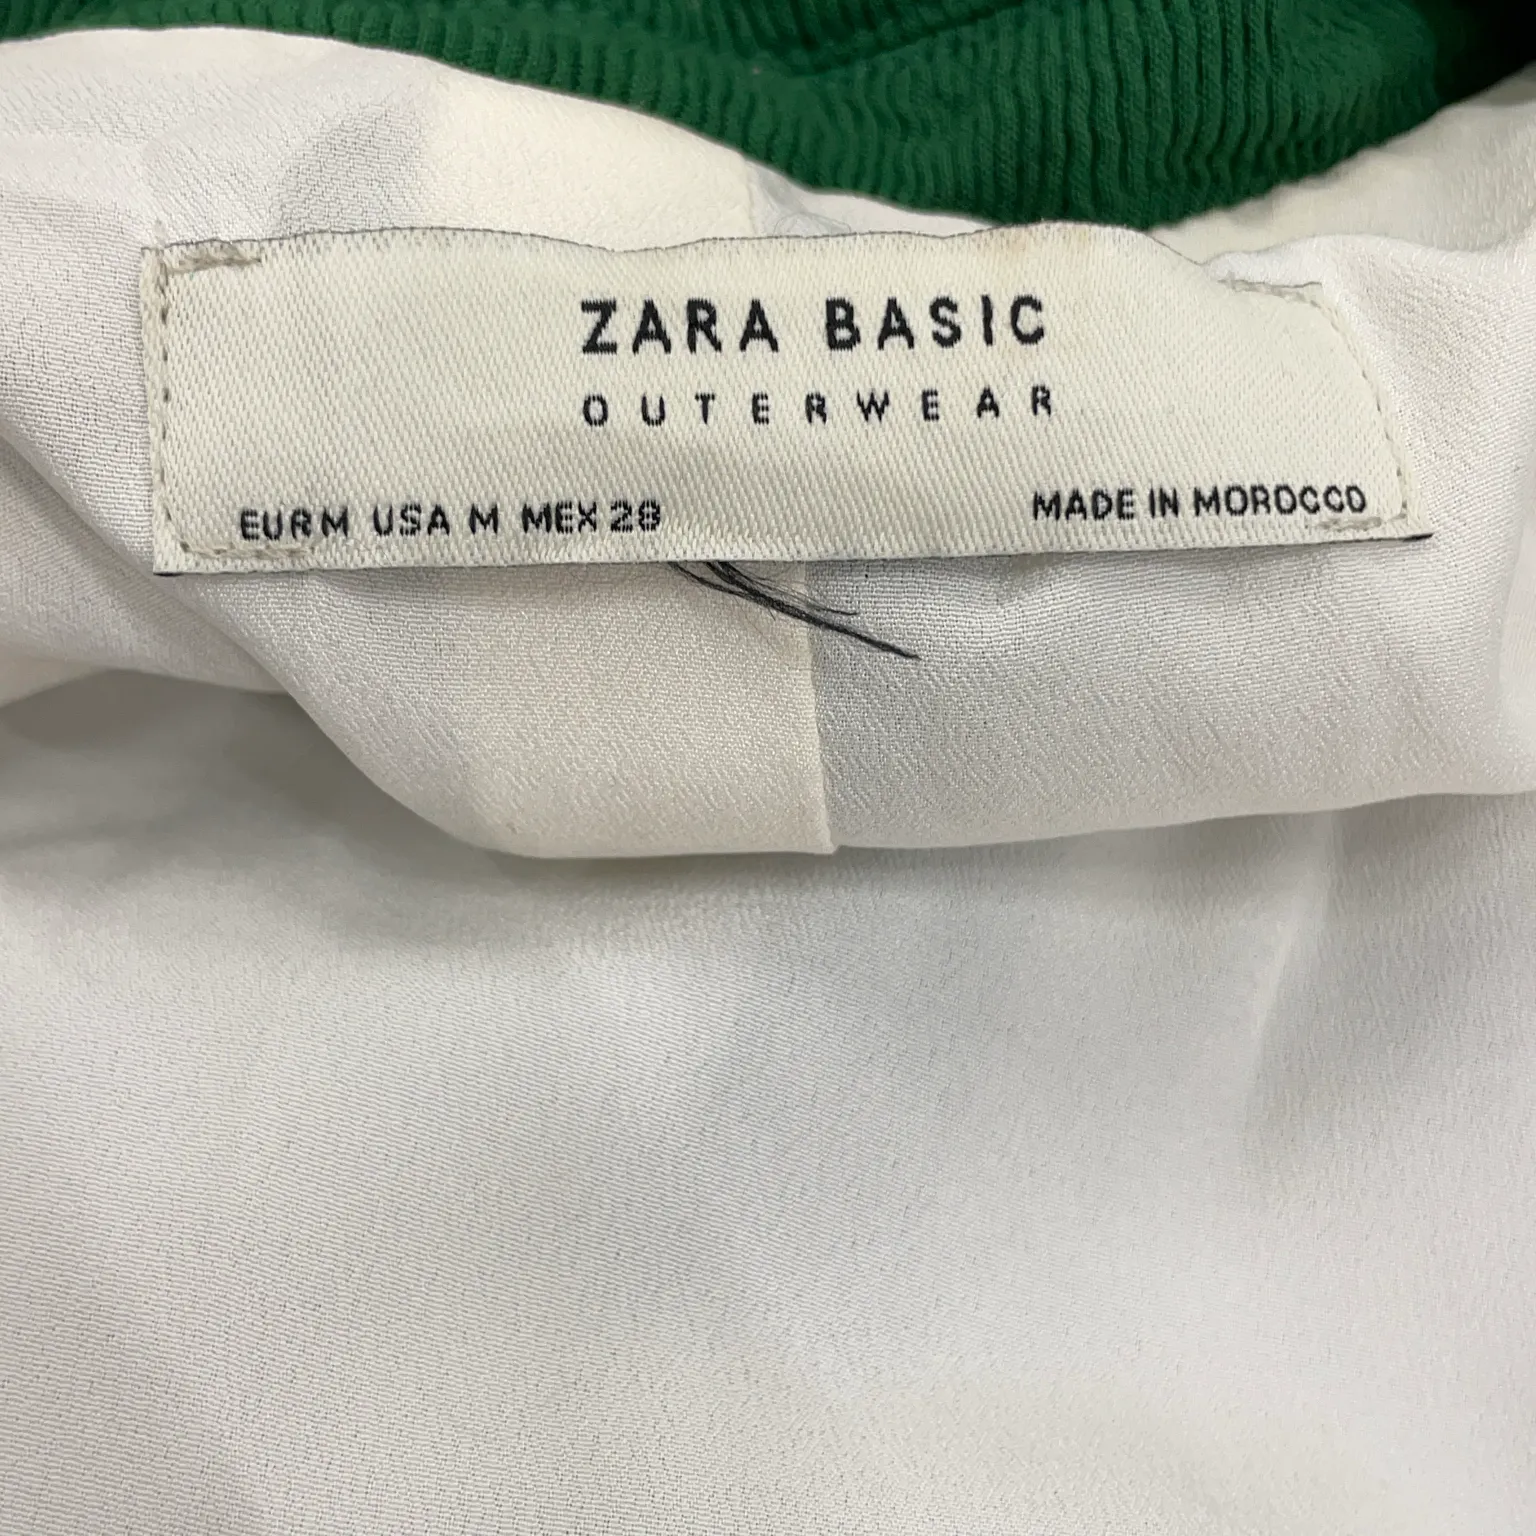 ZARA BASIC
OUTERWEAR
EUR M USA M MEX 28
MADE IN MOROCCO